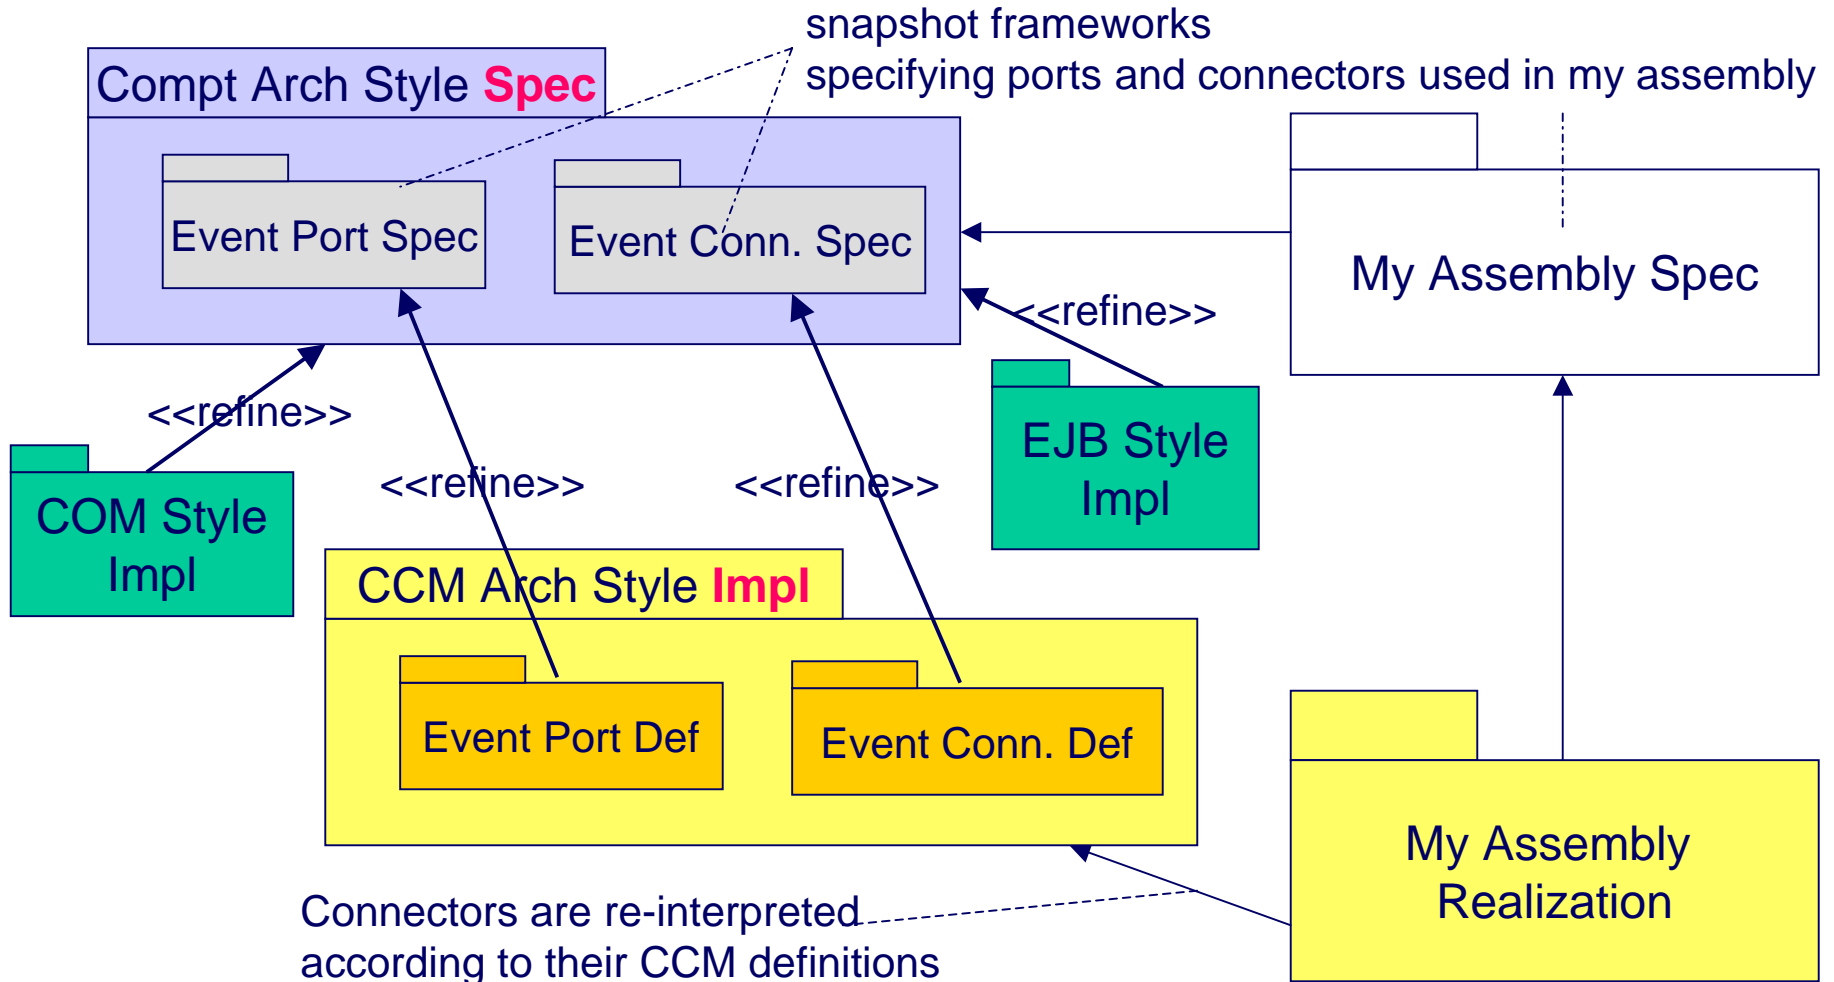 snapshot frameworks
specifying ports and connectors used in my assembly
Compt Arch Style Spec
Event Port Spec
Event Conn. Spec
My Assembly Spec
<<refine>>
<<refine>>
EJB Style
Impl
<<refine>>
<<refine>>
COM Style
Impl
CCM Arch Style Impl
Event Port Def
Event Conn. Def
My Assembly
Realization
Connectors are re-interpreted
according to their CCM definitions